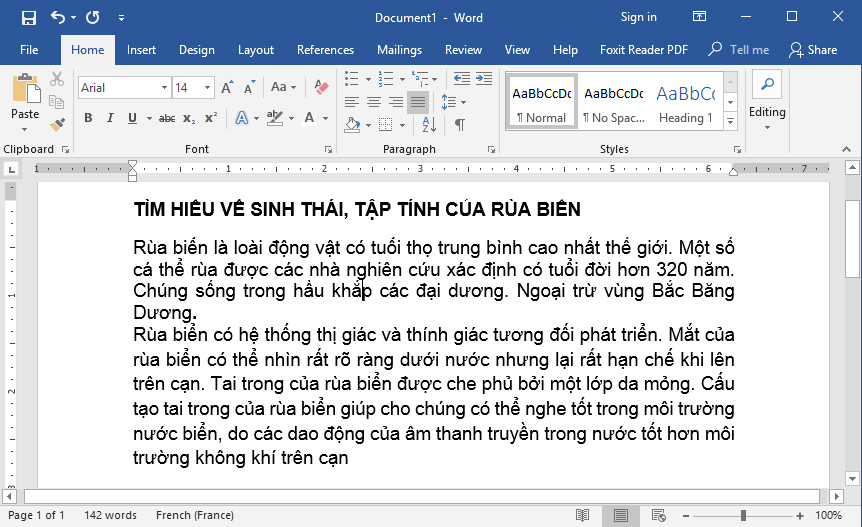 Document1 - Word
Sign in
File Home Insert Design Layout References Mailings Review View Help Foxit Reader PDF Tell me Share
Paste
Arial 14 Aa
B I U abc x₂ x² A ab A
AaBbCcDc AaBbCcDc AaBbCc
¶ Normal ¶ No Spac... Heading 1
Editing
Clipboard Font Paragraph Styles
1 1 2 3 4 5 6 7
TÌM HIỂU VỀ SINH THÁI, TẬP TÍNH CỦA RÙA BIỂN
Rùa biển là loài động vật có tuổi thọ trung bình cao nhất thế giới. Một số
cá thể rùa được các nhà nghiên cứu xác định có tuổi đời hơn 320 năm.
Chúng sống trong hầu khắp các đại dương. Ngoại trừ vùng Bắc Băng
Dương.
Rùa biển có hệ thống thị giác và thính giác tương đối phát triển. Mắt của
rùa biển có thể nhìn rất rõ ràng dưới nước nhưng lại rất hạn chế khi lên
trên cạn. Tai trong của rùa biển được che phủ bởi một lớp da mỏng. Cấu
tạo tai trong của rùa biển giúp cho chúng có thể nghe tốt trong môi trường
nước biển, do các dao động của âm thanh truyền trong nước tốt hơn môi
trường không khí trên cạn
Page 1 of 1 142 words French (France) 100%